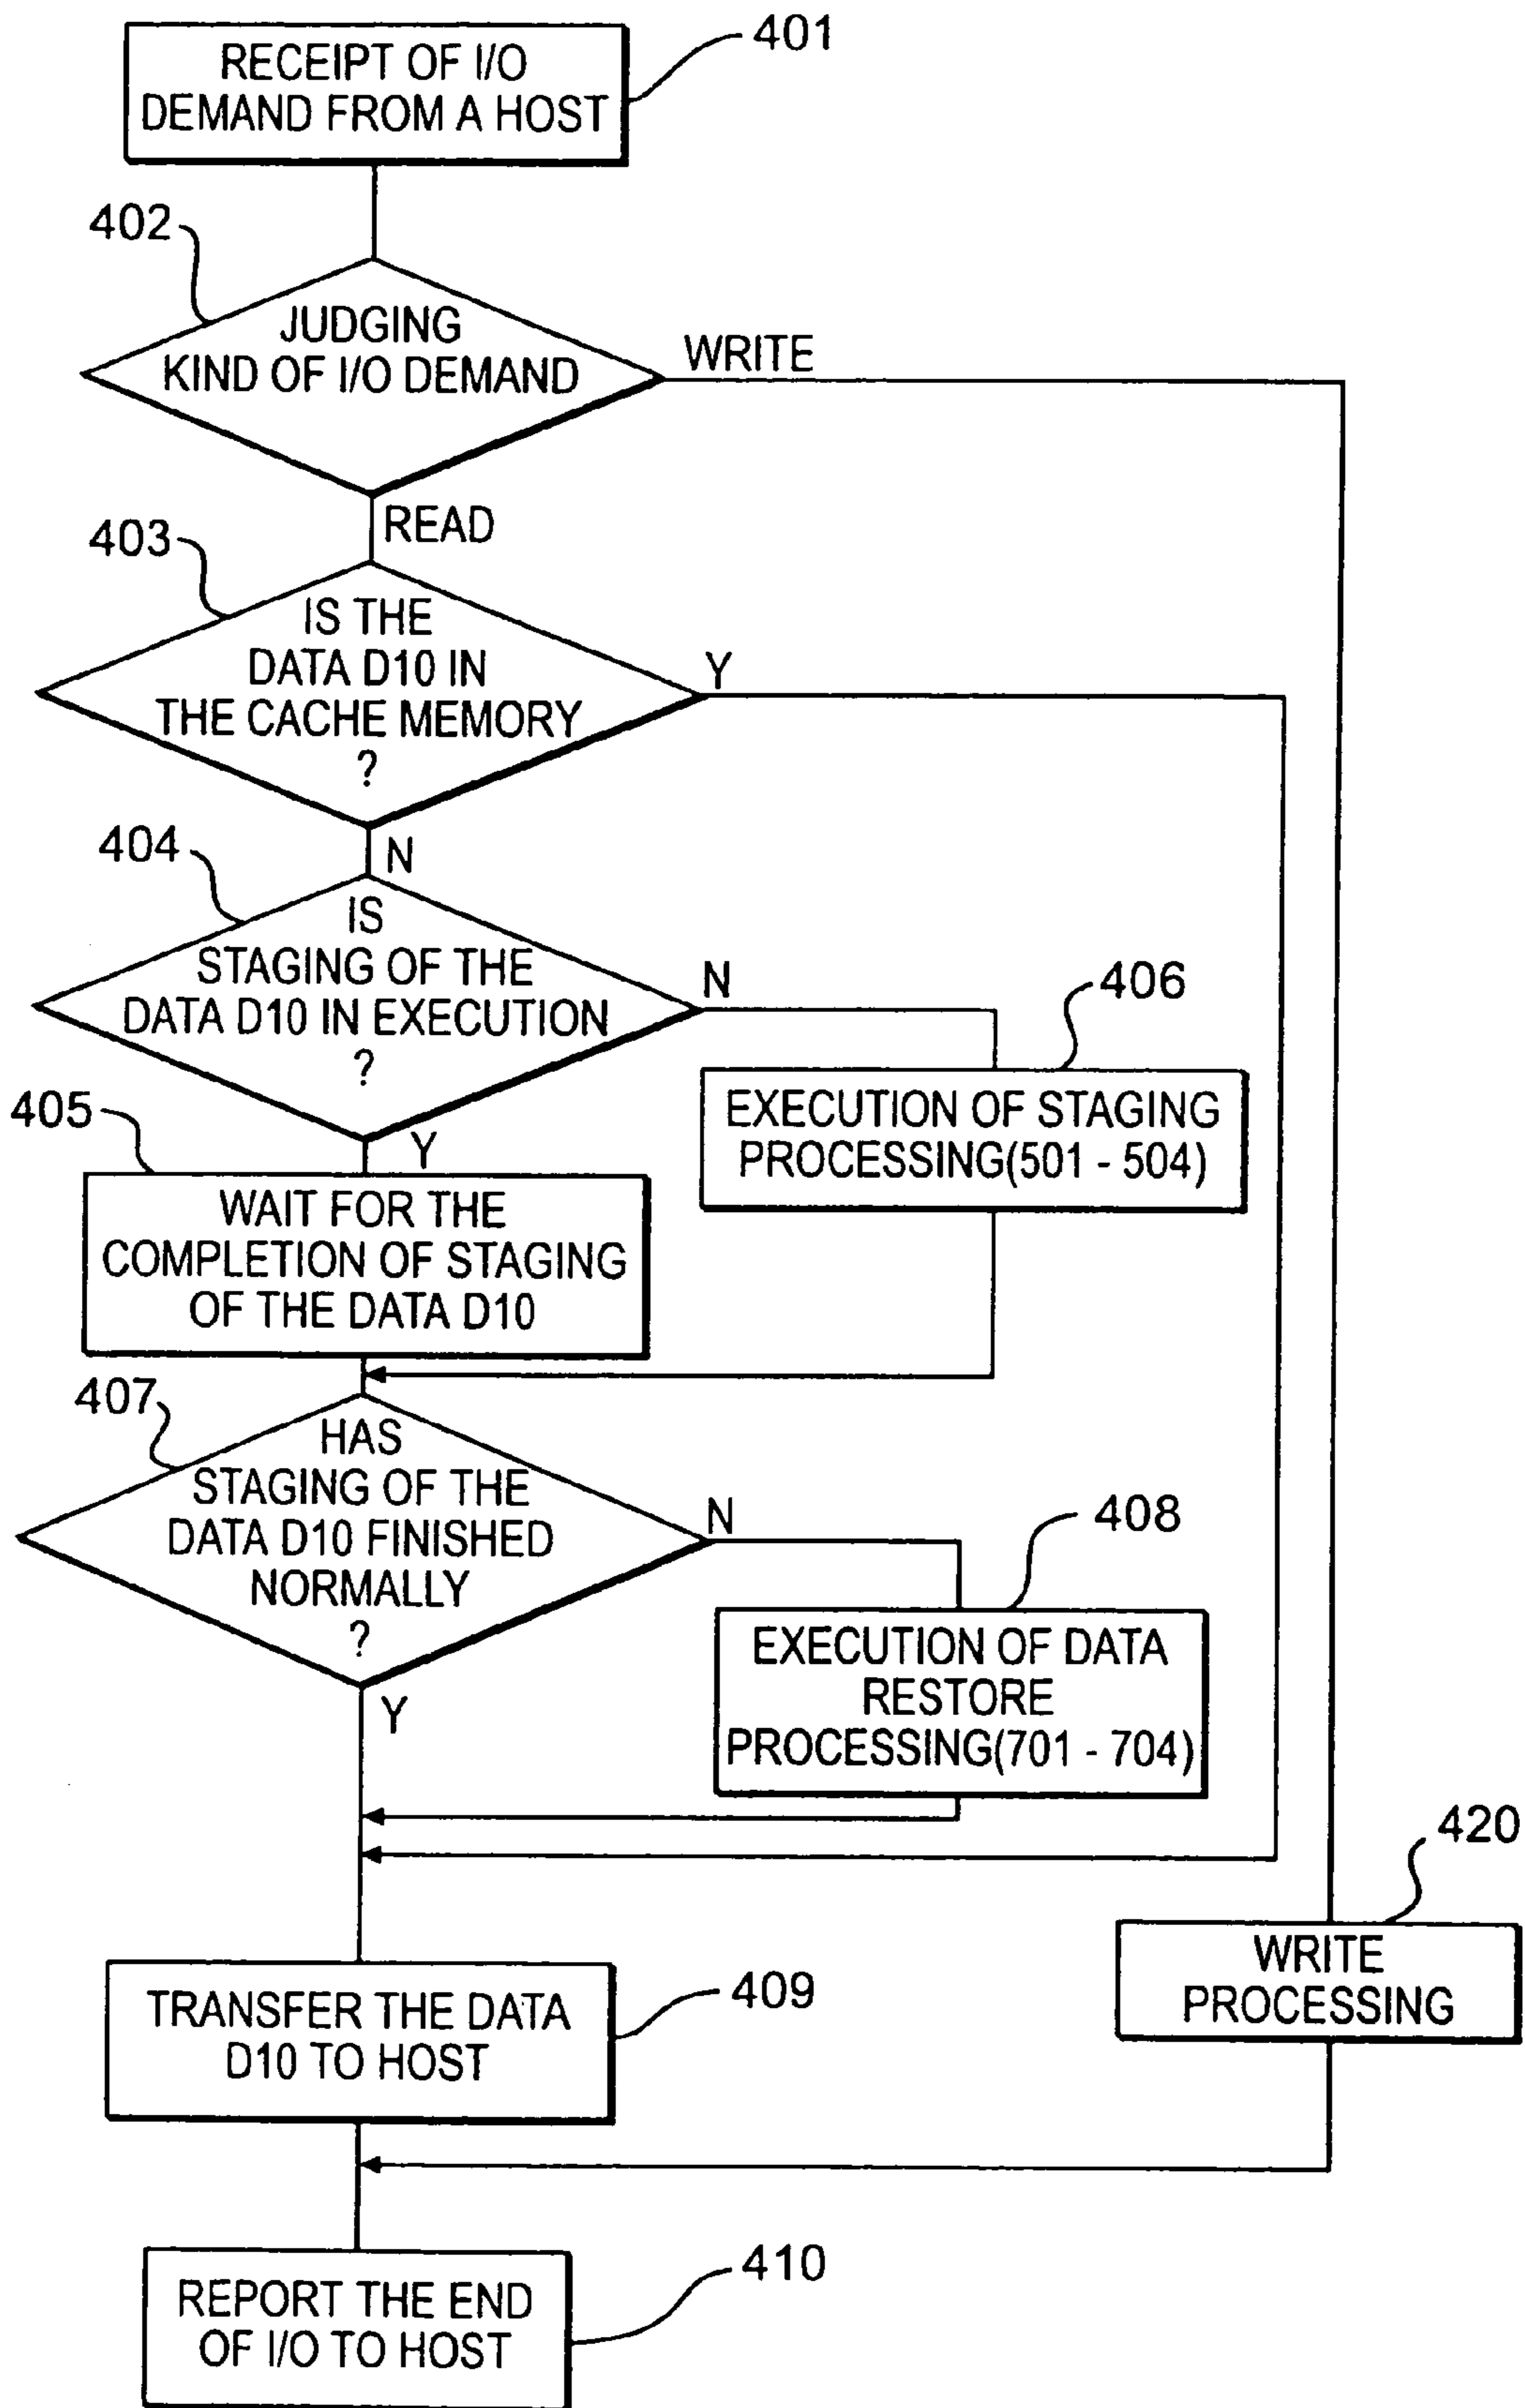 401
RECEIPT OF I/O
DEMAND FROM A HOST
402
JUDGING
KIND OF I/O DEMAND
WRITE
READ
403
IS THE
DATA D10 IN
THE CACHE MEMORY
?
Y
N
404
IS
STAGING OF THE
DATA D10 IN EXECUTION
?
N
406
EXECUTION OF STAGING
PROCESSING(501 - 504)
Y
405
WAIT FOR THE
COMPLETION OF STAGING
OF THE DATA D10
407
HAS
STAGING OF THE
DATA D10 FINISHED
NORMALLY
?
N
408
EXECUTION OF DATA
RESTORE
PROCESSING(701 - 704)
Y
420
WRITE
PROCESSING
409
TRANSFER THE DATA
D10 TO HOST
410
REPORT THE END
OF I/O TO HOST